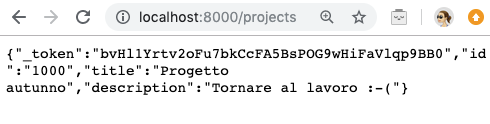 localhost:8000/projects
{"_token":"bvHl1Yrtv2oFu7bkCcFA5BsPOG9wHiFaVlqp9BB0","id
":"1000","title":"Progetto
autunno","description":"Tornare al lavoro :-("}